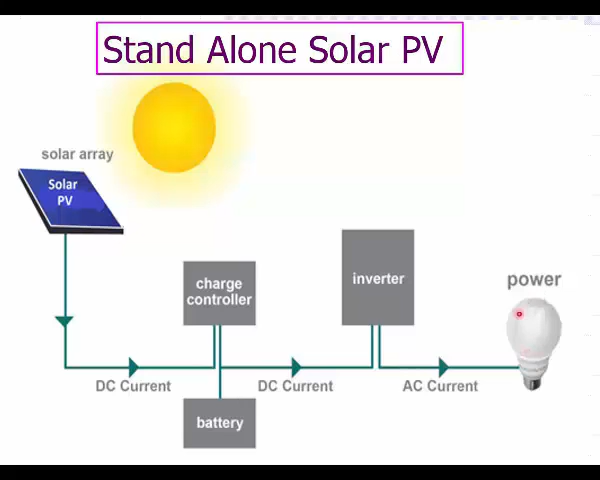 Stand Alone Solar PV
solar array
Solar
PV
charge
controller
inverter
power
DC Current
DC Current
AC Current
battery